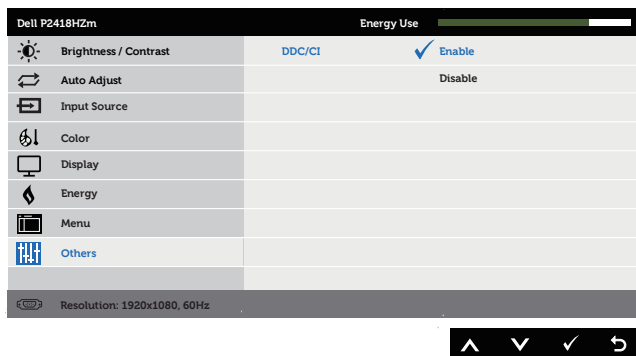 Dell P2418HZm Energy Use
Brightness / Contrast DDC/CI Enable
Auto Adjust Disable
Input Source
Color
Display
Energy
Menu
Others
Resolution: 1920x1080, 60Hz